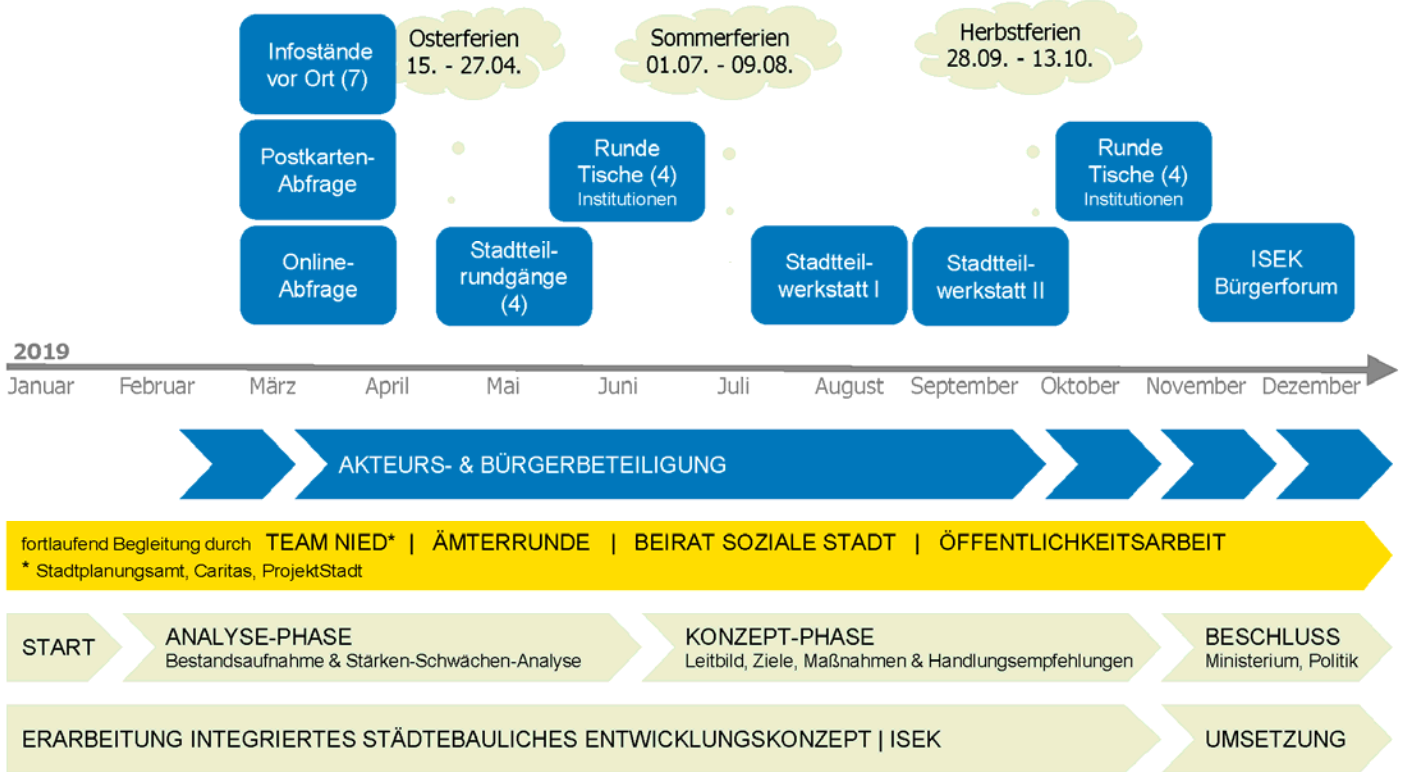 Infostände
vor Ort (7)
Osterferien
15. - 27.04.
Sommerferien
01.07. - 09.08.
Herbstferien
28.09. - 13.10.
Postkarten-
Abfrage
Runde
Tische (4)
Institutionen
Runde
Tische (4)
Institutionen
Online-
Abfrage
Stadtteil-
rundgänge
(4)
Stadtteil-
werkstatt I
Stadtteil-
werkstatt II
ISEK
Bürgerforum
2019
Januar Februar März April Mai Juni Juli August September Oktober November Dezember
AKTEURS- & BÜRGERBETEILIGUNG
fortlaufend Begleitung durch TEAM NIED* | ÄMTERRUNDE | BEIRAT SOZIALE STADT | ÖFFENTLICHKEITSARBEIT
* Stadtplanungsamt, Caritas, ProjektStadt
START
ANALYSE-PHASE
Bestandsaufnahme & Stärken-Schwächen-Analyse
KONZEPT-PHASE
Leitbild, Ziele, Maßnahmen & Handlungsempfehlungen
BESCHLUSS
Ministerium, Politik
ERARBEITUNG INTEGRIERTES STÄDTEBAULICHES ENTWICKLUNGSKONZEPT | ISEK
UMSETZUNG